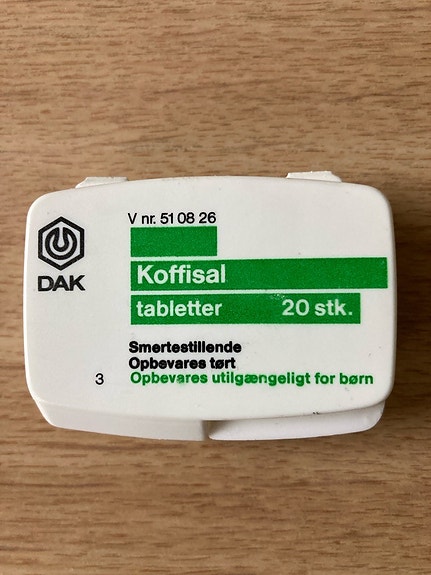 V nr. 51 08 26
DAK
Koffisal
tabletter 20 stk.
Smertestillende
Opbevares tørt
3 Opbevares utilgængeligt for børn